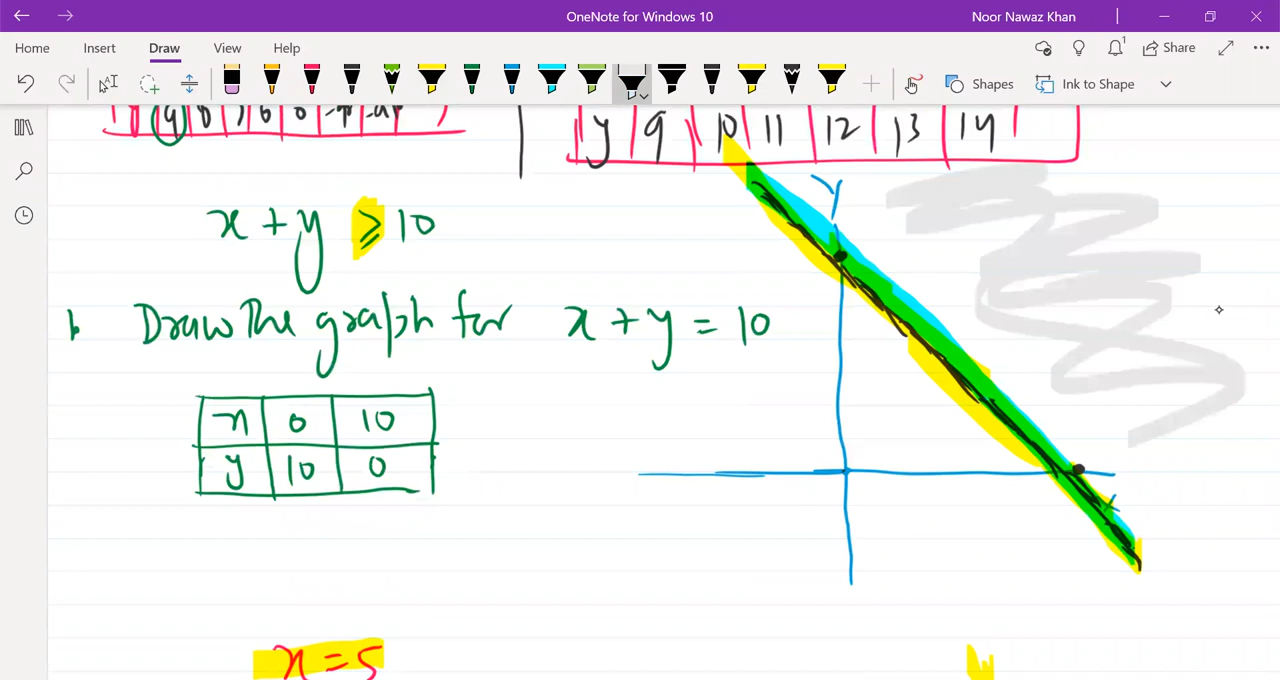 OneNote for Windows 10
Noor Nawaz Khan
Home Insert Draw View Help
Share
Shapes Ink to Shape
y 9 10 11 12 13 14
x + y ⩾ 10
Draw the graph for x + y = 10
x 0 10
y 10 0
Y
x
x = 5